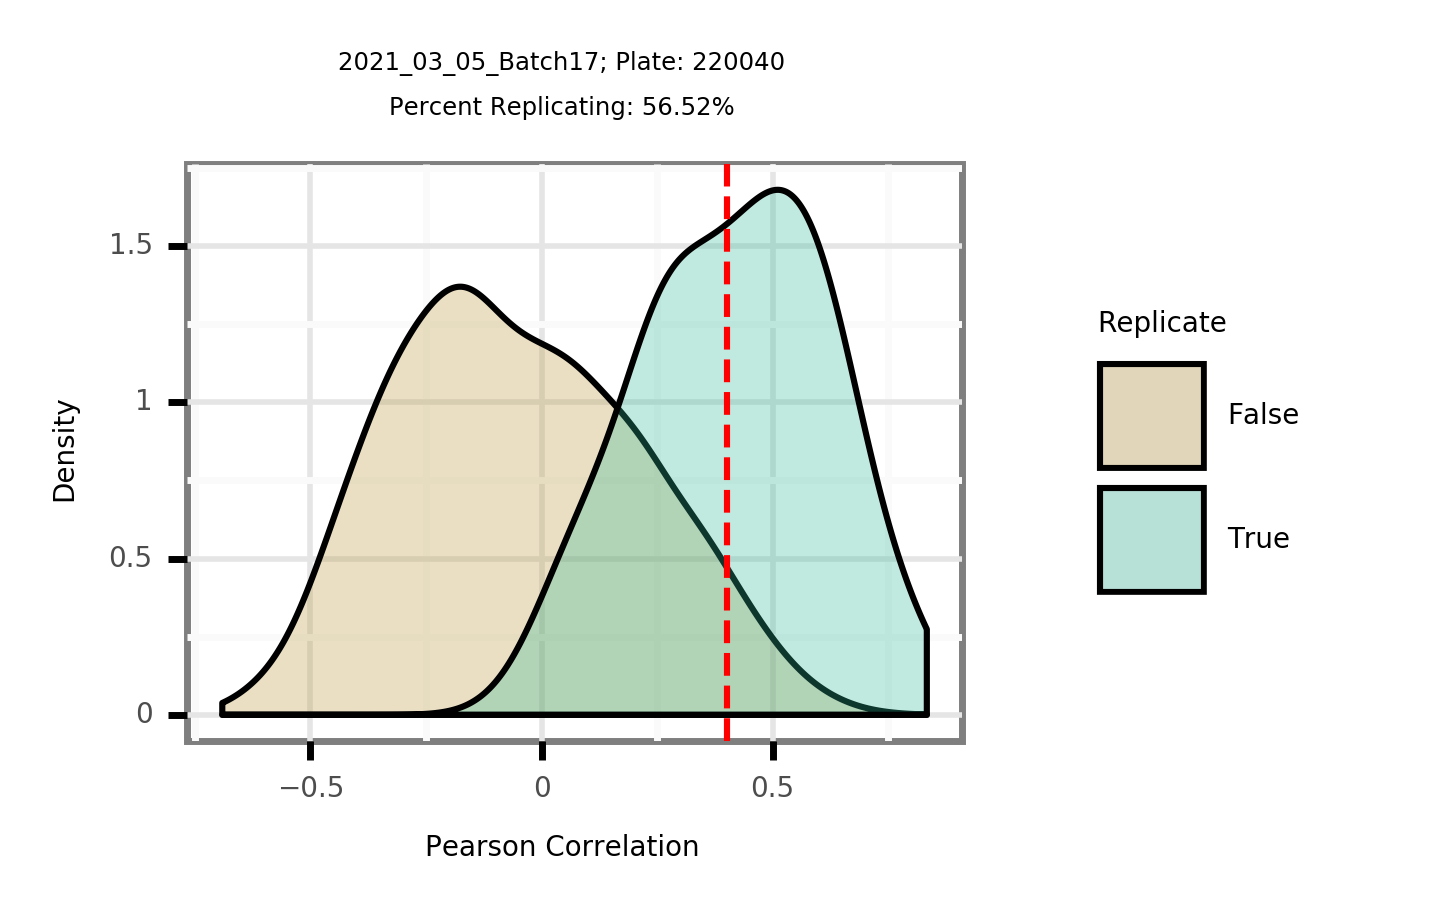 2021_03_05_Batch17; Plate: 220040
Percent Replicating: 56.52%
Density
1.5
1
0.5
0
−0.5 0 0.5
Pearson Correlation
Replicate
False
True